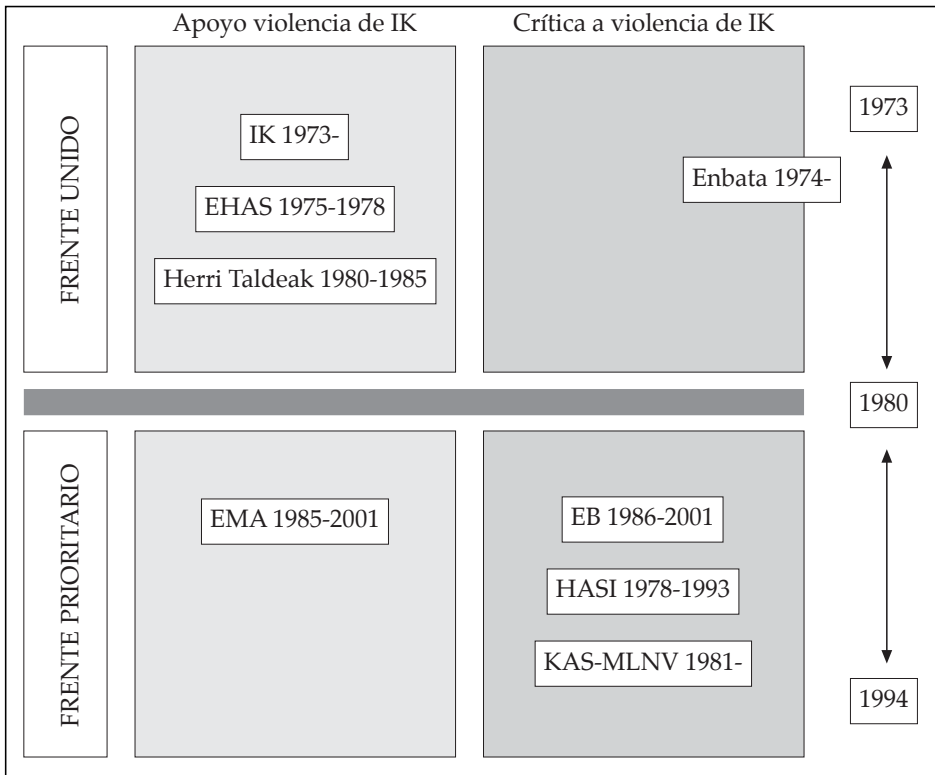 Apoyo violencia de IK
Crítica a violencia de IK
FRENTE UNIDO
IK 1973-
EHAS 1975-1978
Herri Taldeak 1980-1985
Enbata 1974-
1973
1980
FRENTE PRIORITARIO
EMA 1985-2001
EB 1986-2001
HASI 1978-1993
KAS-MLNV 1981-
1994